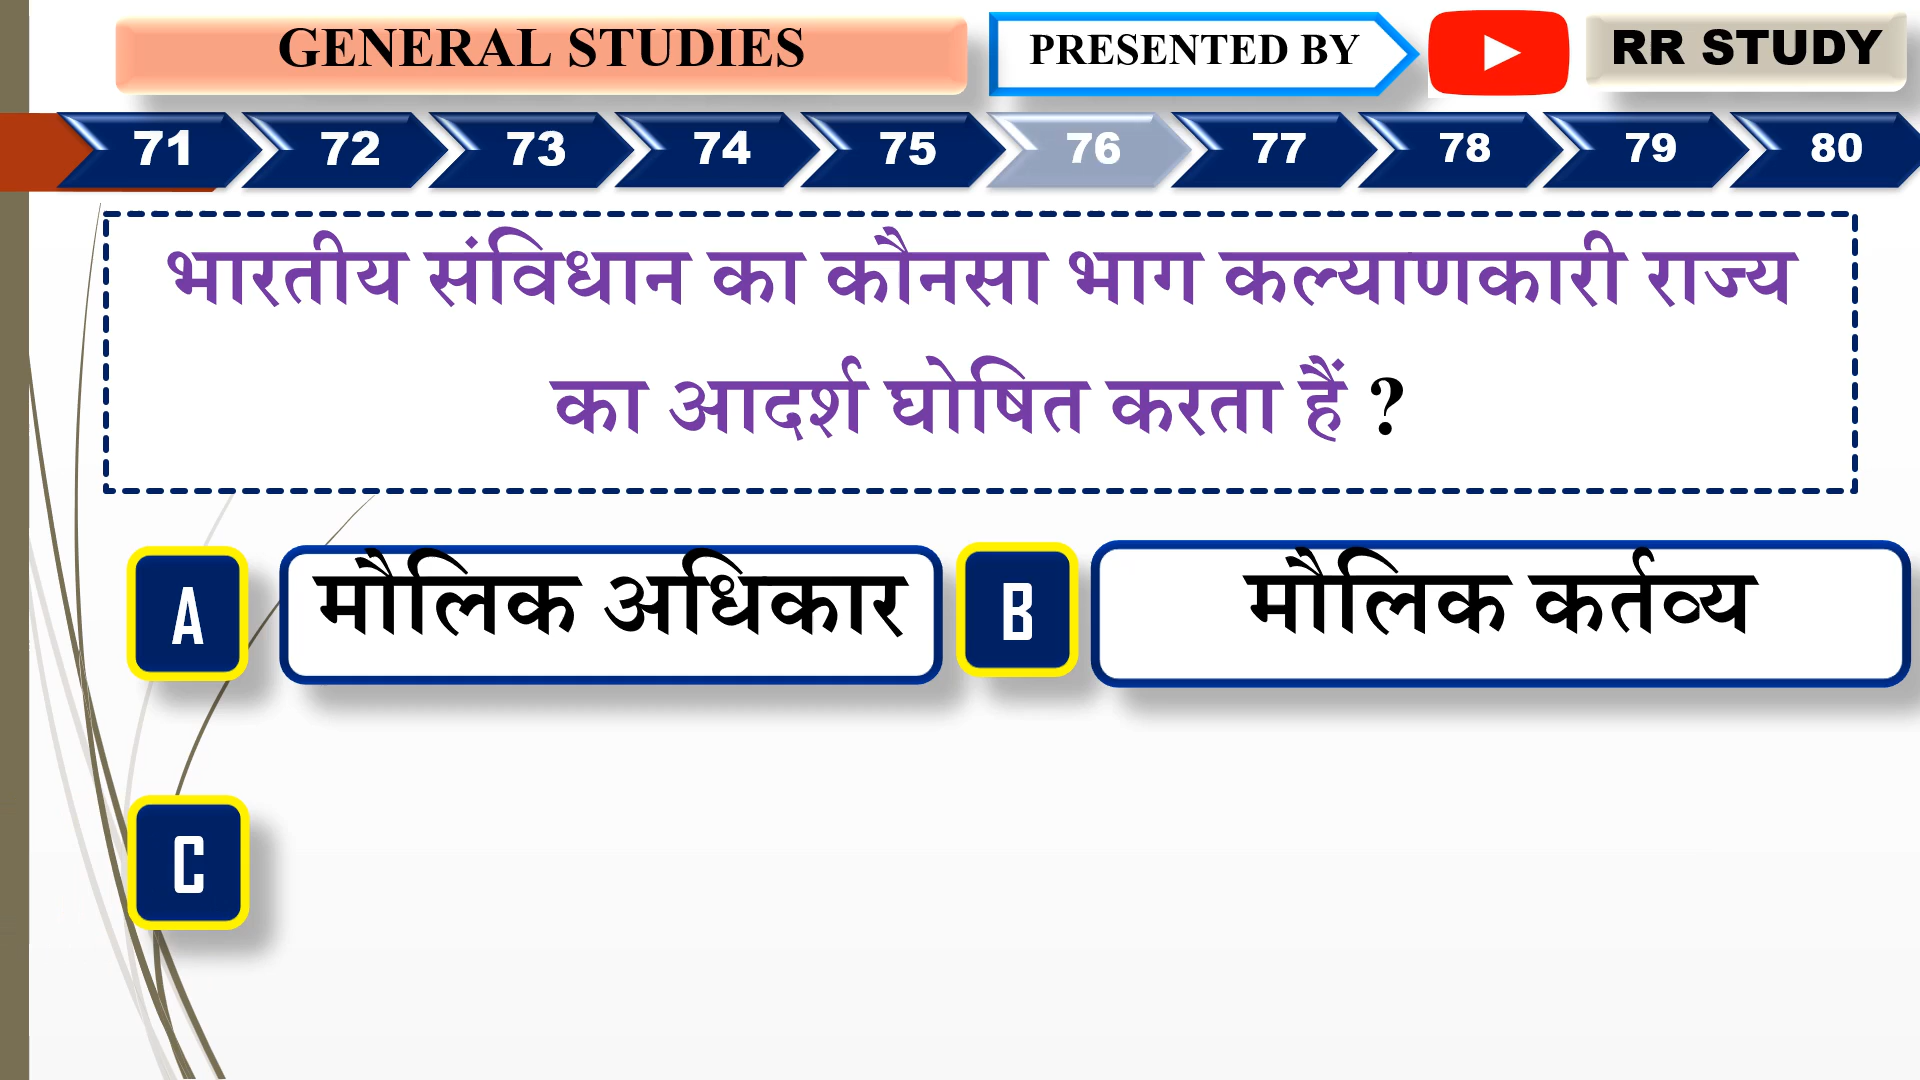 GENERAL STUDIES
PRESENTED BY
RR STUDY
71 72 73 74 75 76 77 78 79 80
भारतीय संविधान का कौनसा भाग कल्याणकारी राज्य
का आदर्श घोषित करता हैं ?
A मौलिक अधिकार
B मौलिक कर्तव्य
C